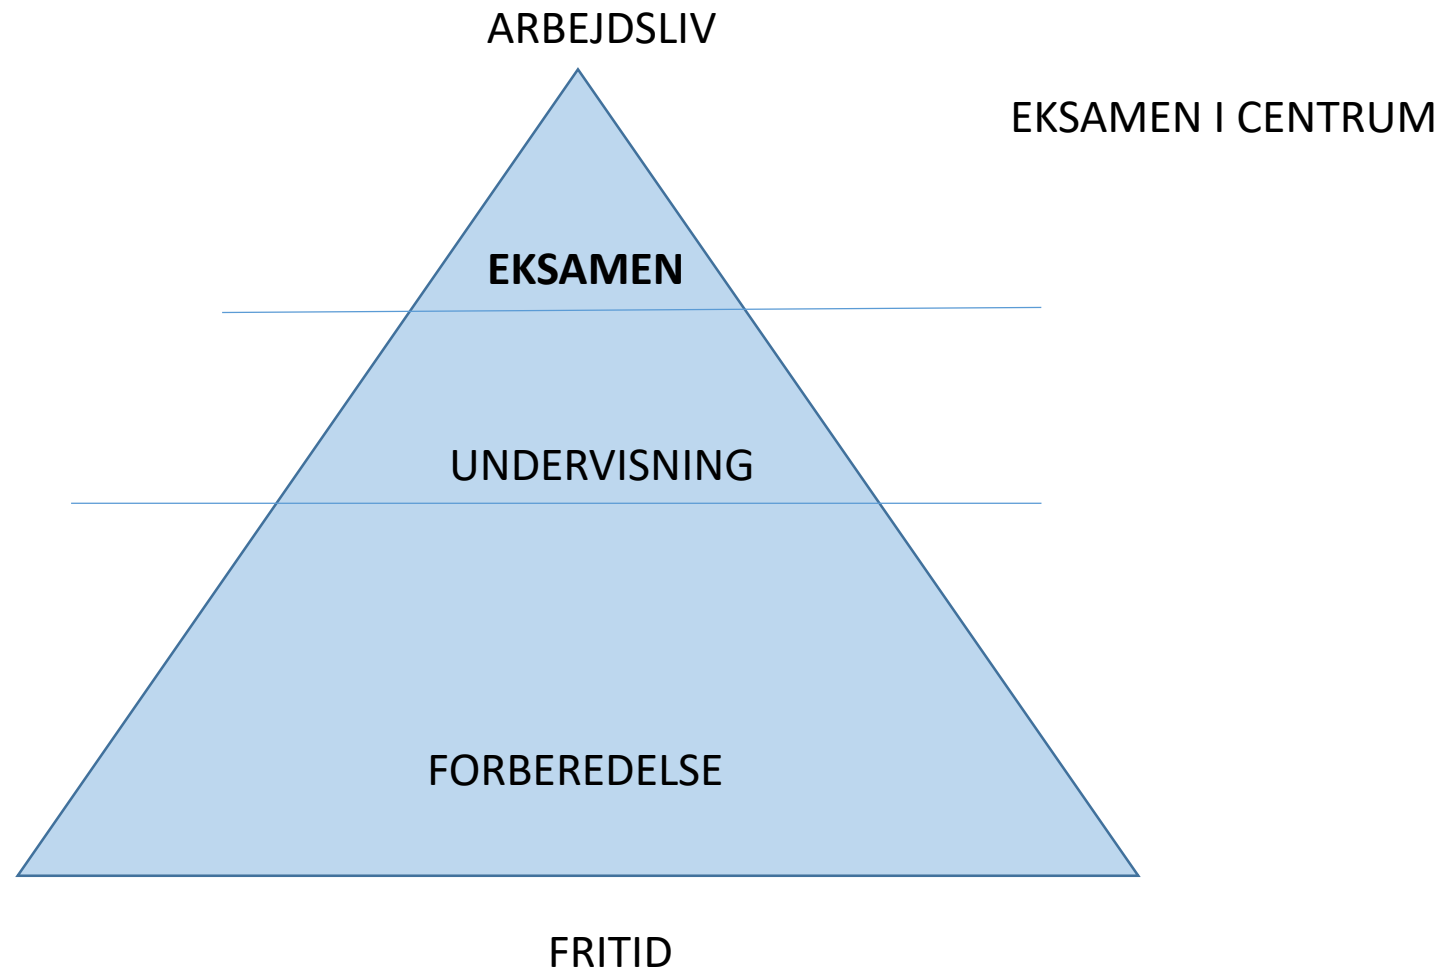 ARBEJDSLIV
EKSAMEN I CENTRUM
EKSAMEN
UNDERVISNING
FORBEREDELSE
FRITID